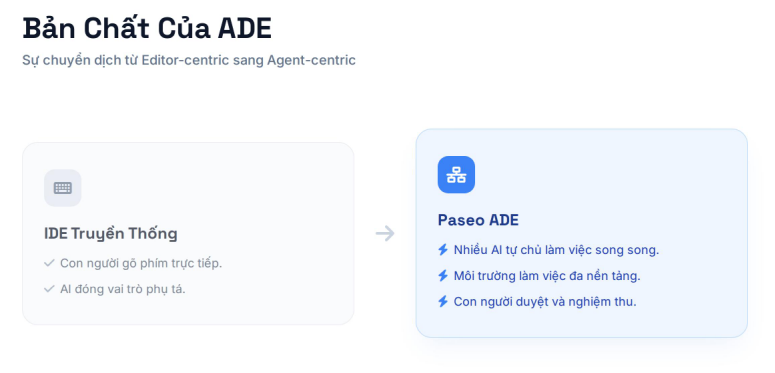 Bản Chất Của ADE
Sự chuyển dịch từ Editor-centric sang Agent-centric
IDE Truyền Thống
Con người gõ phím trực tiếp.
AI đóng vai trò phụ tá.
Paseo ADE
Nhiều AI tự chủ làm việc song song.
Môi trường làm việc đa nền tảng.
Con người duyệt và nghiệm thu.